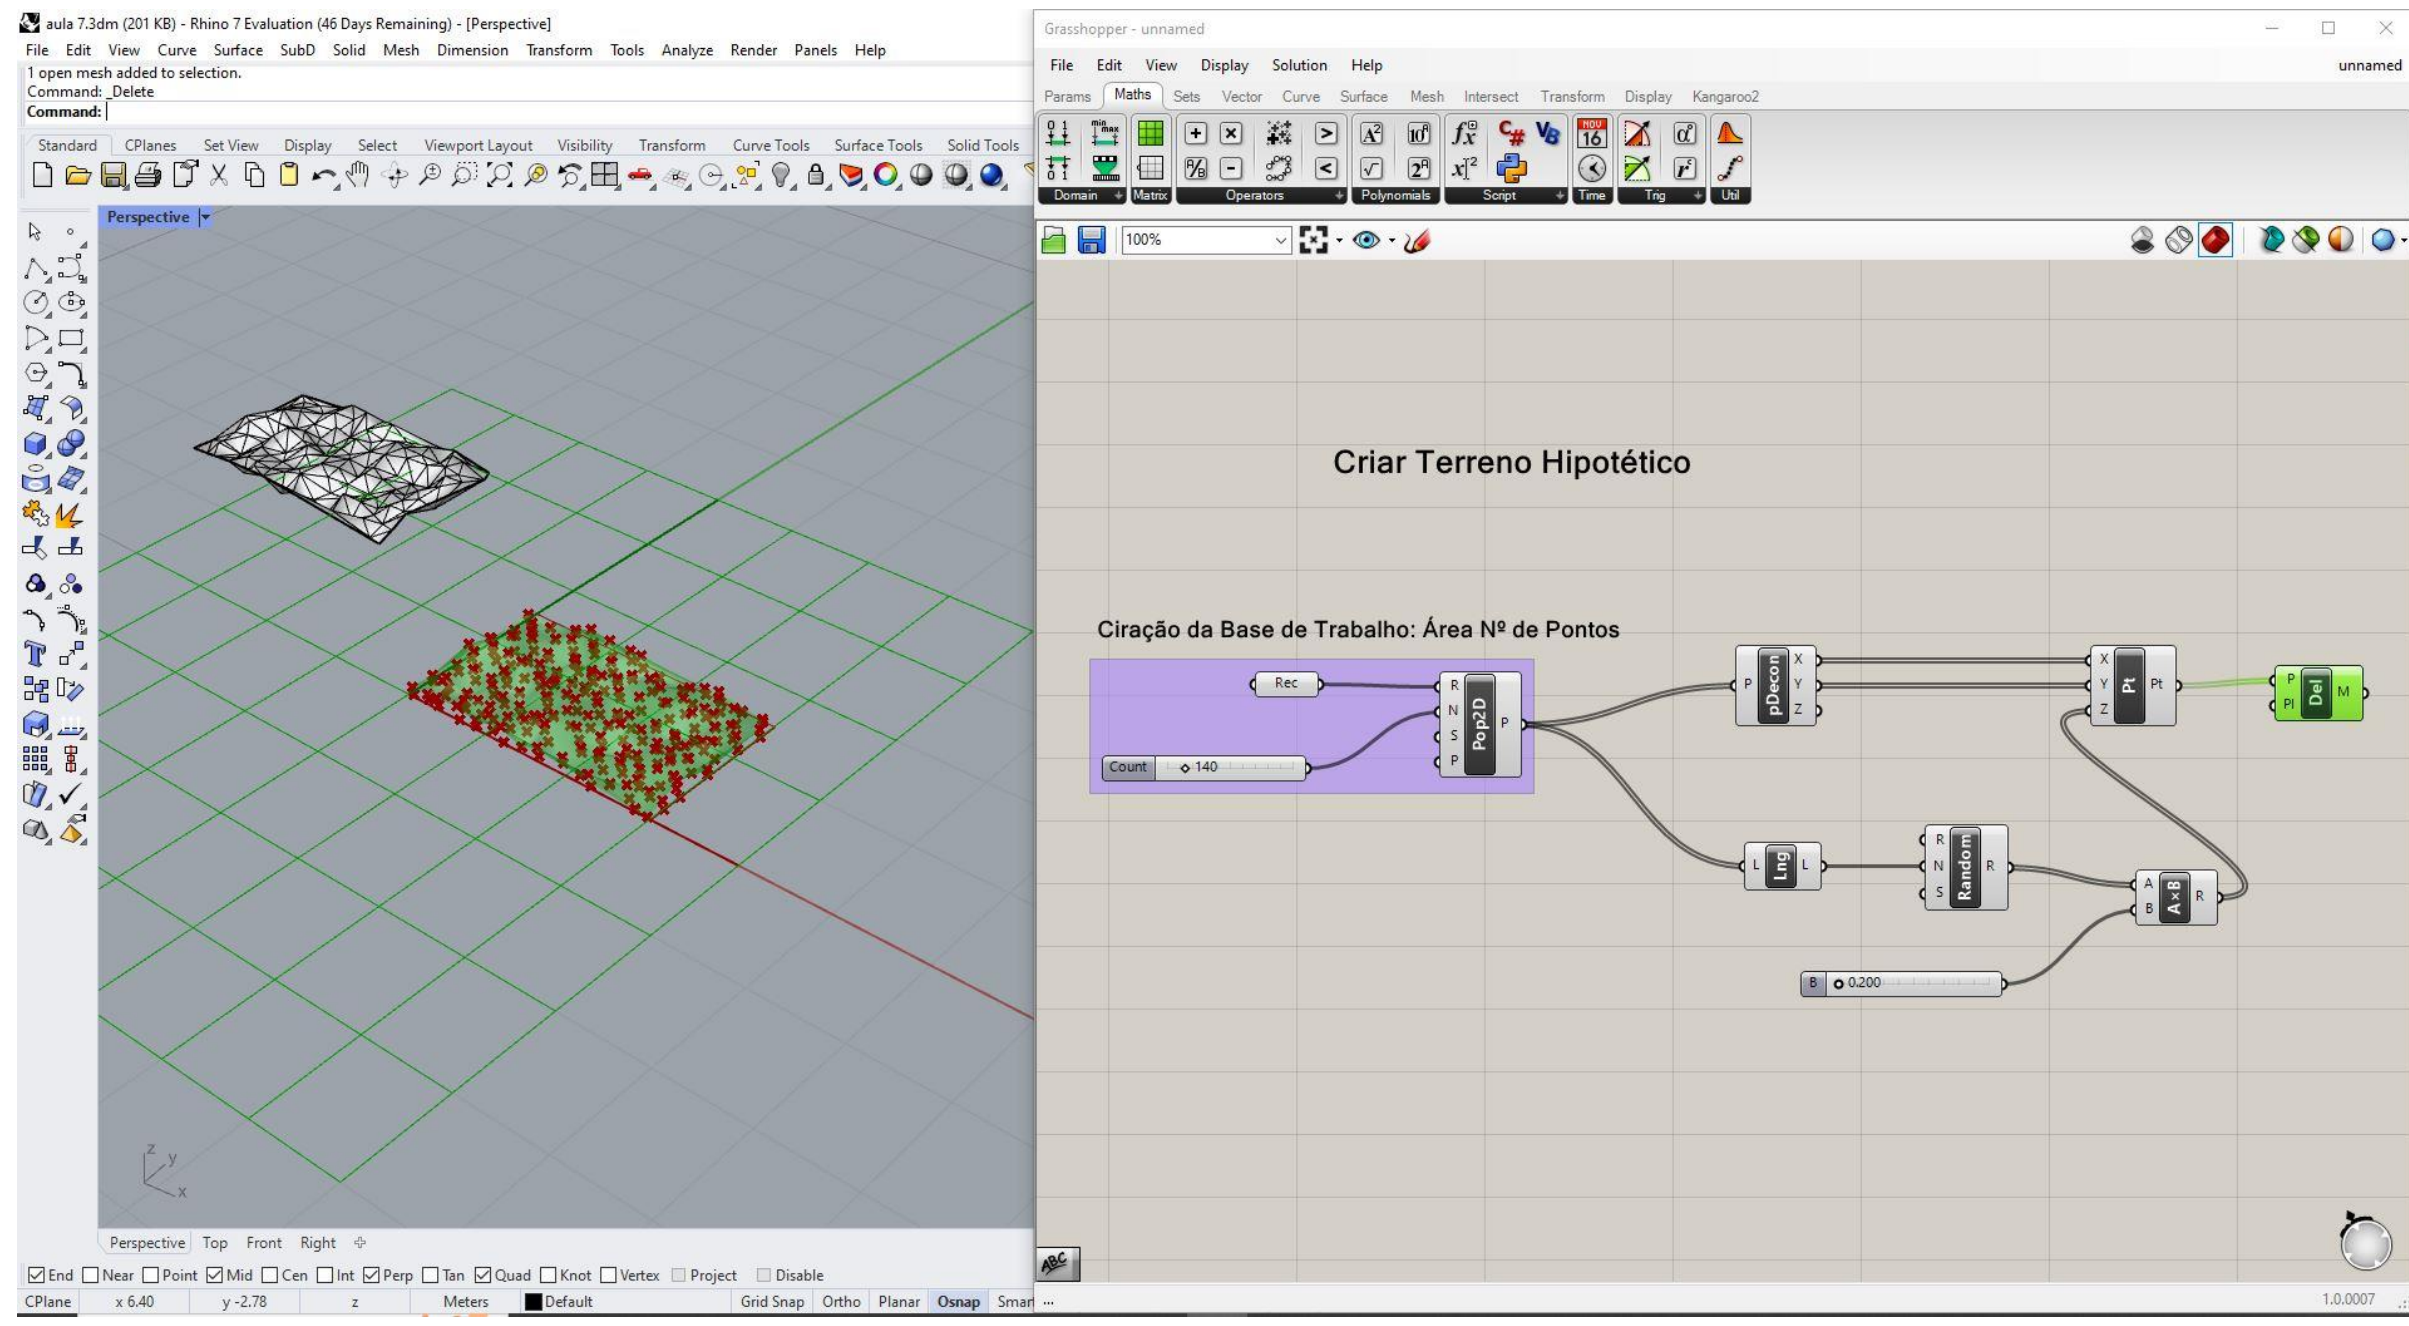 aula 7.3dm (201 KB) - Rhino 7 Evaluation (46 Days Remaining) - [Perspective]
File Edit View Curve Surface SubD Solid Mesh Dimension Transform Tools Analyze Render Panels Help
1 open mesh added to selection.
Command: _Delete
Command:
Standard CPlanes Set View Display Select Viewport Layout Visibility Transform Curve Tools Surface Tools Solid Tools
Perspective
z
y
x
Perspective Top Front Right
End Near Point Mid Cen Int Perp Tan Quad Knot Vertex Project Disable
CPlane x 6.40 y -2.78 z Meters Default Grid Snap Ortho Planar Osnap Smar
Grasshopper - unnamed
File Edit View Display Solution Help unnamed
Params Maths Sets Vector Curve Surface Mesh Intersect Transform Display Kangaroo2
Domain Matrix Operators Polynomials Script Time Trig Util
100%
Criar Terreno Hipotético
Ciração da Base de Trabalho: Área Nº de Pontos
Rec
R
N
S
P
Pop2D
P
Count 140
P
pDecon
X
Y
Z
X
Y
Z
Pt
Pt
P
Pl
Del
M
L Lng L
R
N
S
Random
R
A
B
A×B
R
B 0.200
ABC
... 1.0.0007